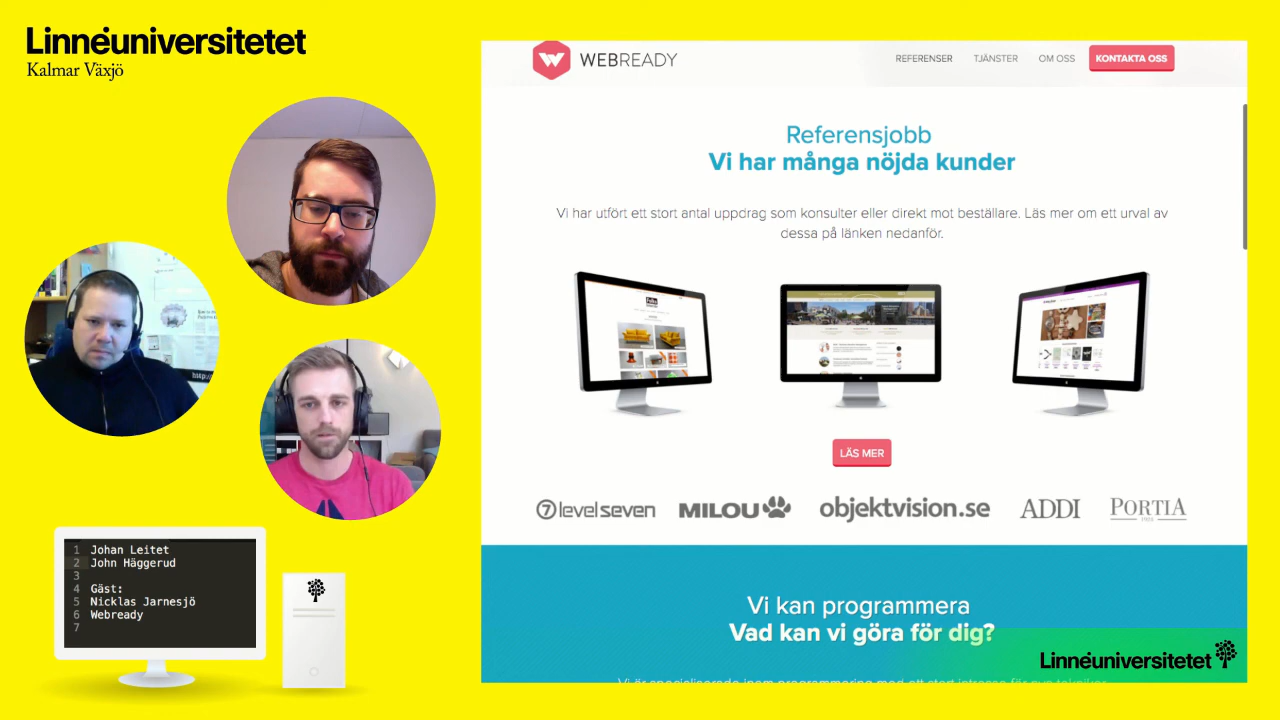 Linnéuniversitetet
Kalmar Växjö
WEBREADY
REFERENSER
TJÄNSTER
OM OSS
KONTAKTA OSS
Referensjobb
Vi har många nöjda kunder
Vi har utfört ett stort antal uppdrag som konsulter eller direkt mot beställare. Läs mer om ett urval av
dessa på länken nedanför.
LÄS MER
7 levelseven
MILOU
objektvision.se
ADDI
PORTIA
1 Johan Leitet
2 John Häggerud
3
4 Gäst:
5 Nicklas Jarnesjö
6 Webready
7
Vi kan programmera
Vad kan vi göra för dig?
Linnéuniversitetet